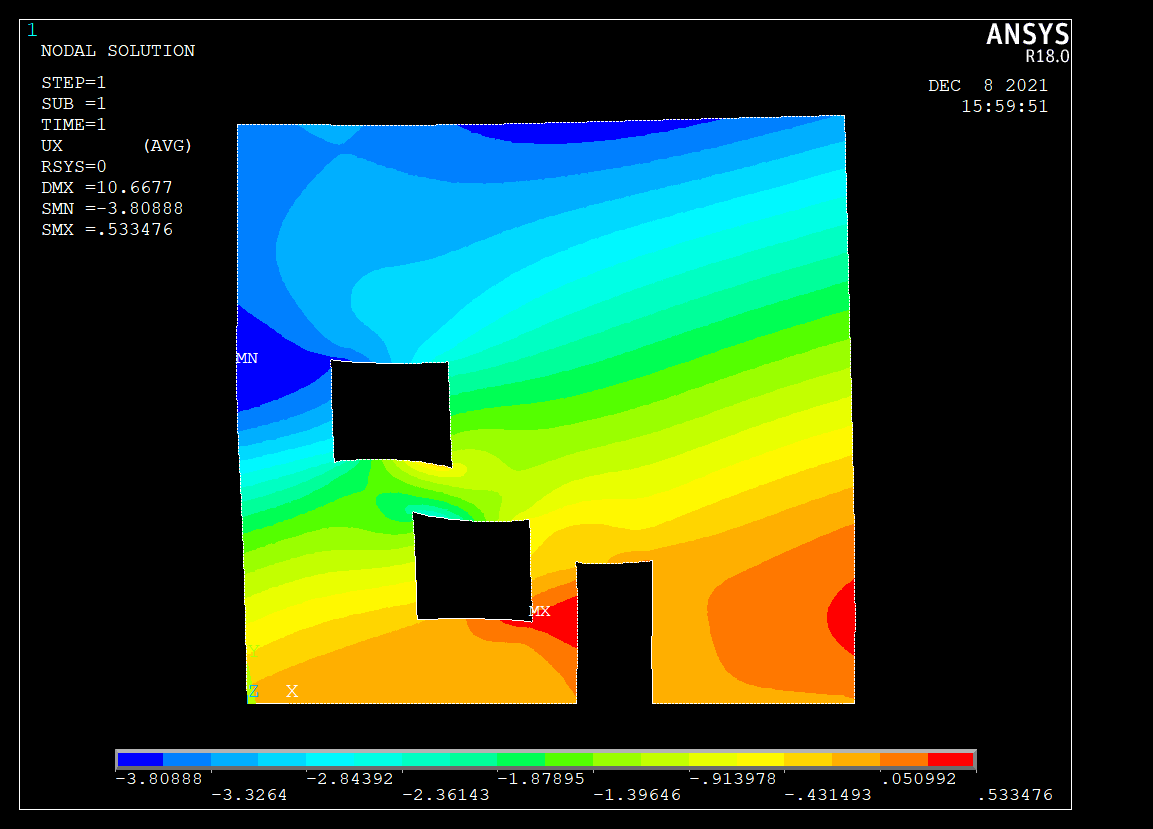 1
ANSYS
R18.0
NODAL SOLUTION
STEP=1
SUB =1
TIME=1
UX (AVG)
RSYS=0
DMX =10.6677
SMN =-3.80888
SMX =.533476
DEC 8 2021
15:59:51
MN
MX
Z X
-3.80888 -2.84392 -1.87895 -.913978 .050992
-3.3264 -2.36143 -1.39646 -.431493 .533476